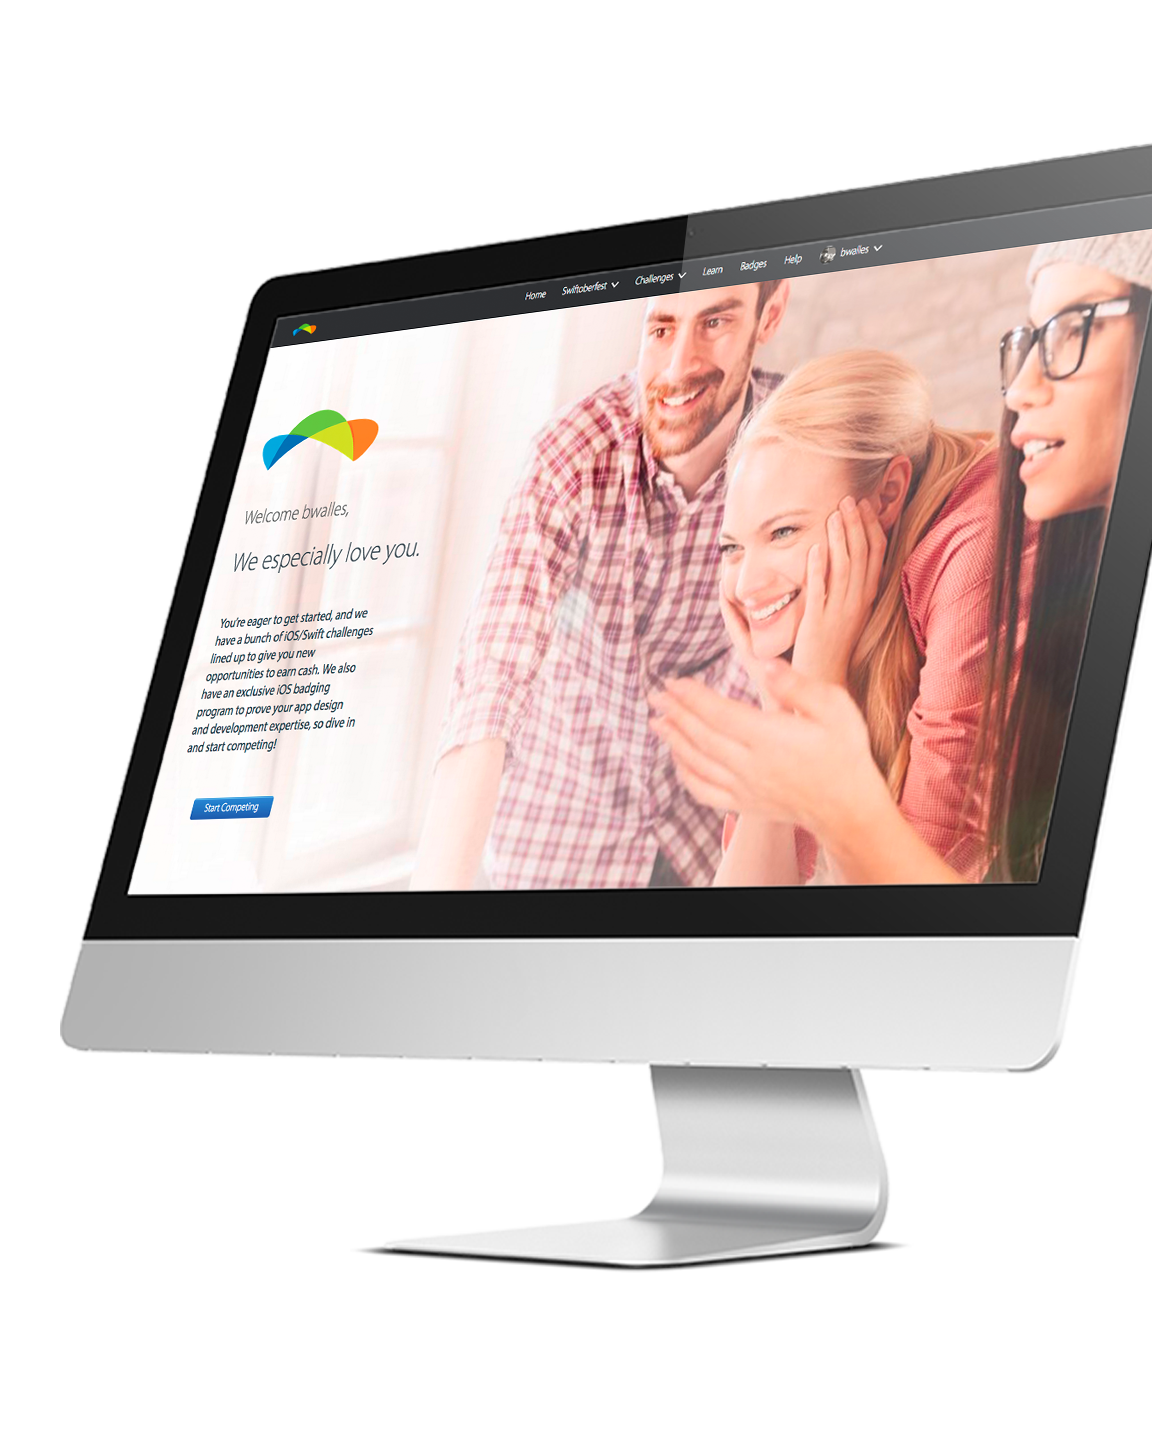 Home Swiftoberfest Challenges Learn Badges Help bwalles
Welcome bwalles,
We especially love you.
You're eager to get started, and we
have a bunch of iOS/Swift challenges
lined up to give you new
opportunities to earn cash. We also
have an exclusive iOS badging
program to prove your app design
and development expertise, so dive in
and start competing!
Start Competing